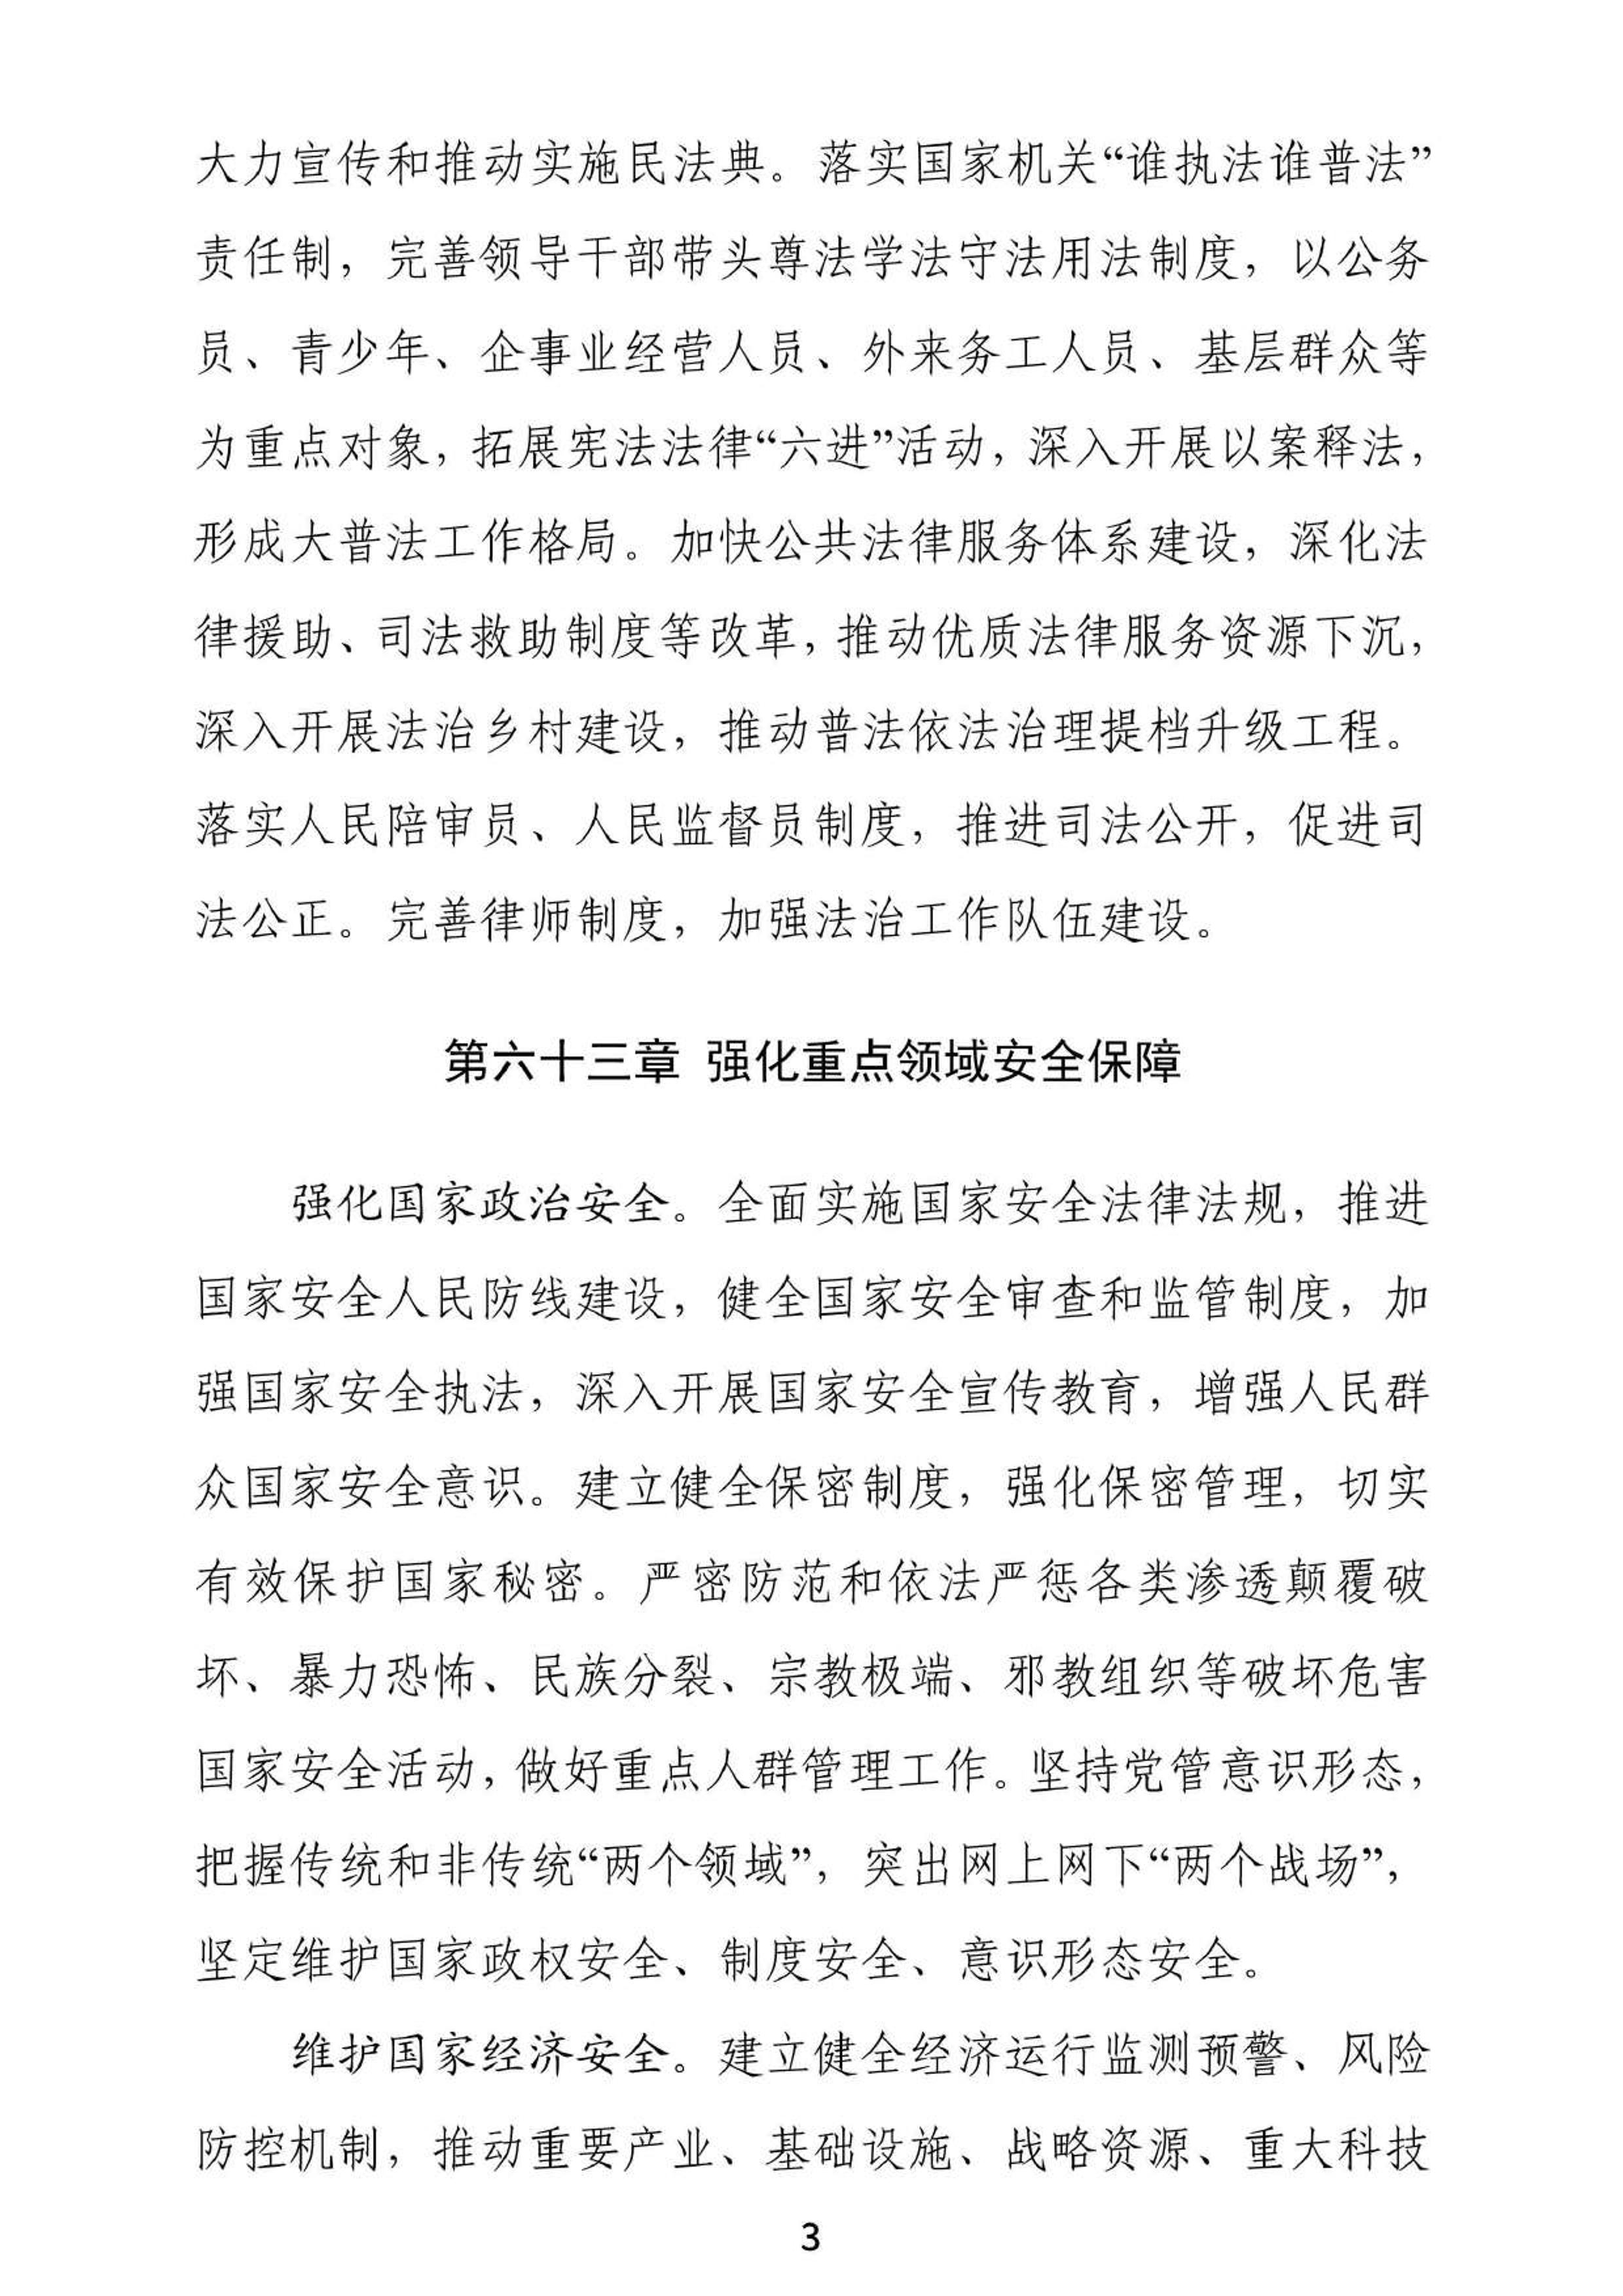 大力宣传和推动实施民法典。落实国家机关“谁执法谁普法”
责任制，完善领导干部带头尊法学法守法用法制度，以公务
员、青少年、企事业经营人员、外来务工人员、基层群众等
为重点对象，拓展宪法法律“六进”活动，深入开展以案释法，
形成大普法工作格局。加快公共法律服务体系建设，深化法
律援助、司法救助制度等改革，推动优质法律服务资源下沉，
深入开展法治乡村建设，推动普法依法治理提档升级工程。
落实人民陪审员、人民监督员制度，推进司法公开，促进司
法公正。完善律师制度，加强法治工作队伍建设。
第六十三章 强化重点领域安全保障
强化国家政治安全。全面实施国家安全法律法规，推进
国家安全人民防线建设，健全国家安全审查和监管制度，加
强国家安全执法，深入开展国家安全宣传教育，增强人民群
众国家安全意识。建立健全保密制度，强化保密管理，切实
有效保护国家秘密。严密防范和依法严惩各类渗透颠覆破
坏、暴力恐怖、民族分裂、宗教极端、邪教组织等破坏危害
国家安全活动，做好重点人群管理工作。坚持党管意识形态，
把握传统和非传统“两个领域”，突出网上网下“两个战场”，
坚定维护国家政权安全、制度安全、意识形态安全。
维护国家经济安全。建立健全经济运行监测预警、风险
防控机制，推动重要产业、基础设施、战略资源、重大科技
3